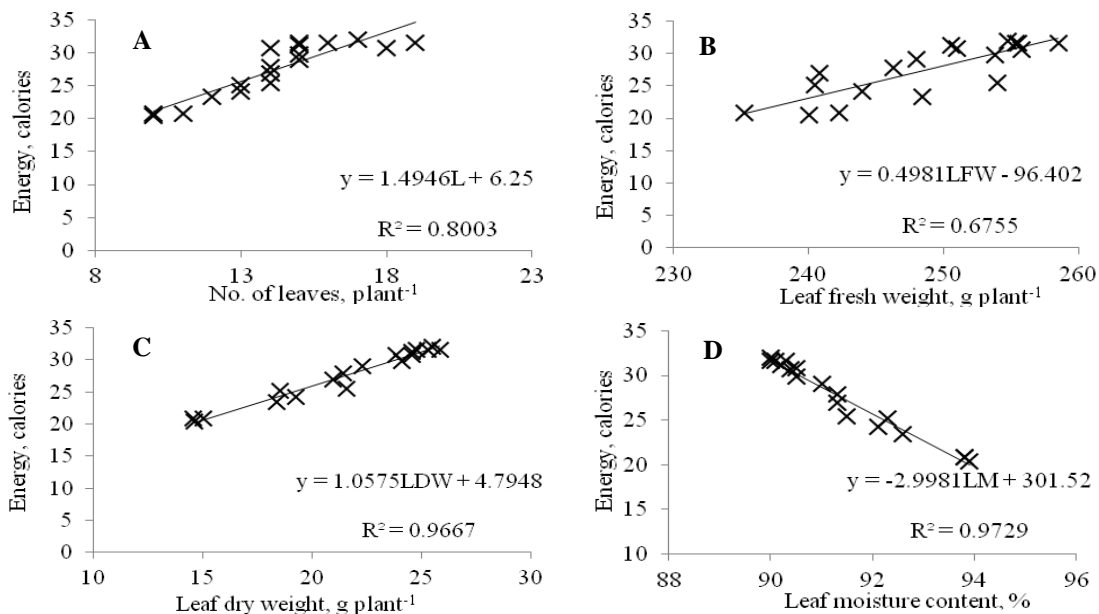 A
Energy, calories
35
30
25
20
15
10
5
0
y = 1.4946L + 6.25
R² = 0.8003
8 13 18 23
No. of leaves, plant⁻¹
B
Energy, calories
35
30
25
20
15
10
5
0
y = 0.4981LFW - 96.402
R² = 0.6755
230 240 250 260
Leaf fresh weight, g plant⁻¹
C
Energy, calories
35
30
25
20
15
10
5
0
y = 1.0575LDW + 4.7948
R² = 0.9667
10 15 20 25 30
Leaf dry weight, g plant⁻¹
D
Energy, calories
35
30
25
20
15
10
y = -2.9981LM + 301.52
R² = 0.9729
88 90 92 94 96
Leaf moisture content, %